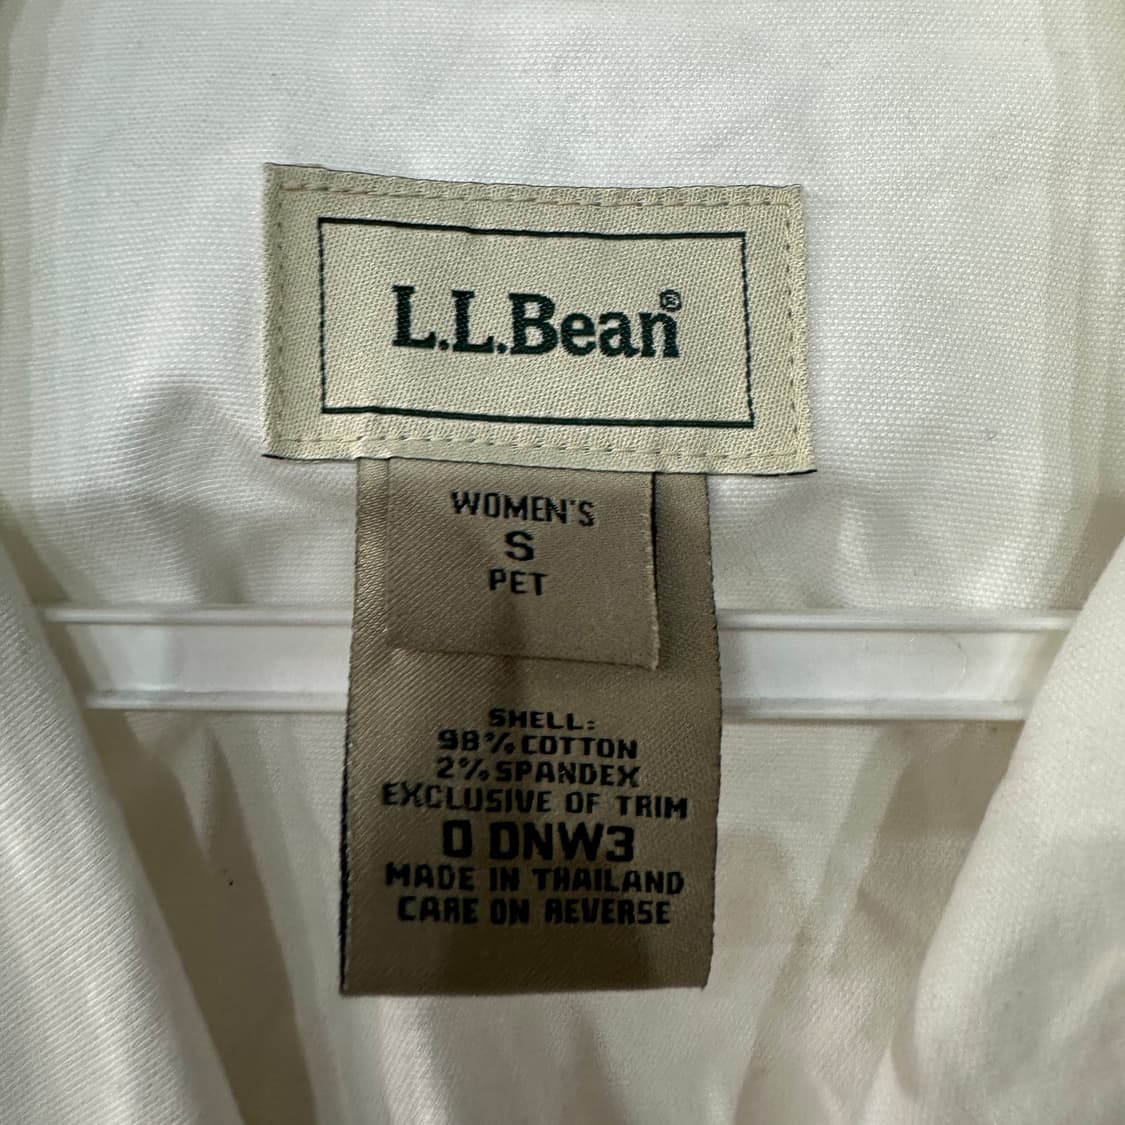 L.L.Bean®
WOMEN'S
S
PET
SHELL:
98% COTTON
2% SPANDEX
EXCLUSIVE OF TRIM
0 DNW3
MADE IN THAILAND
CARE ON REVERSE